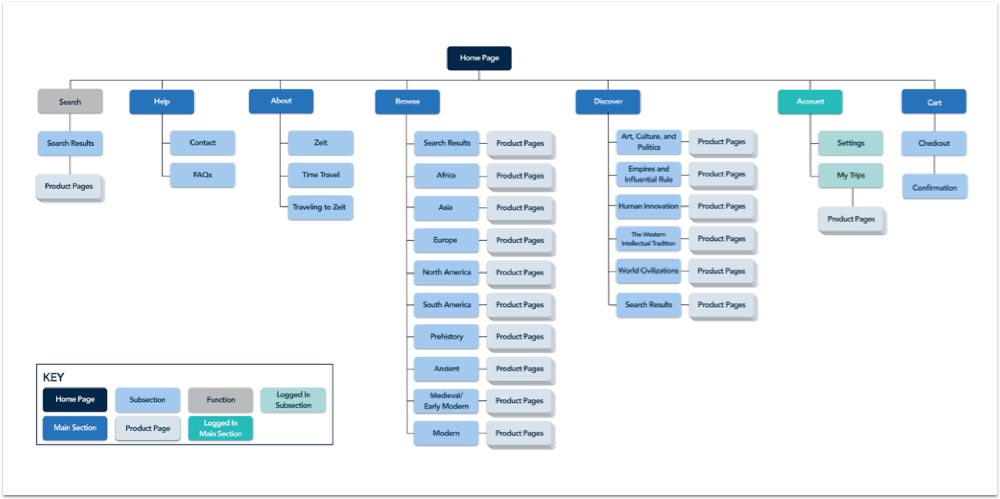 Home Page
Search
Help
About
Browse
Discover
Account
Cart
Search Results
Product Pages
Contact
FAQs
Zeit
Time Travel
Traveling to Zeit
Search Results
Product Pages
Africa
Product Pages
Asia
Product Pages
Europe
Product Pages
North America
Product Pages
South America
Product Pages
Prehistory
Product Pages
Ancient
Product Pages
Medieval/
Early Modern
Product Pages
Modern
Product Pages
Art, Culture, and
Politics
Product Pages
Empires and
Influential Rule
Product Pages
Human Innovation
Product Pages
The Western
Intellectual Tradition
Product Pages
World Civilizations
Product Pages
Search Results
Product Pages
Settings
My Trips
Product Pages
Checkout
Confirmation
KEY
Home Page
Subsection
Function
Logged In
Subsection
Main Section
Product Page
Logged In
Main Section